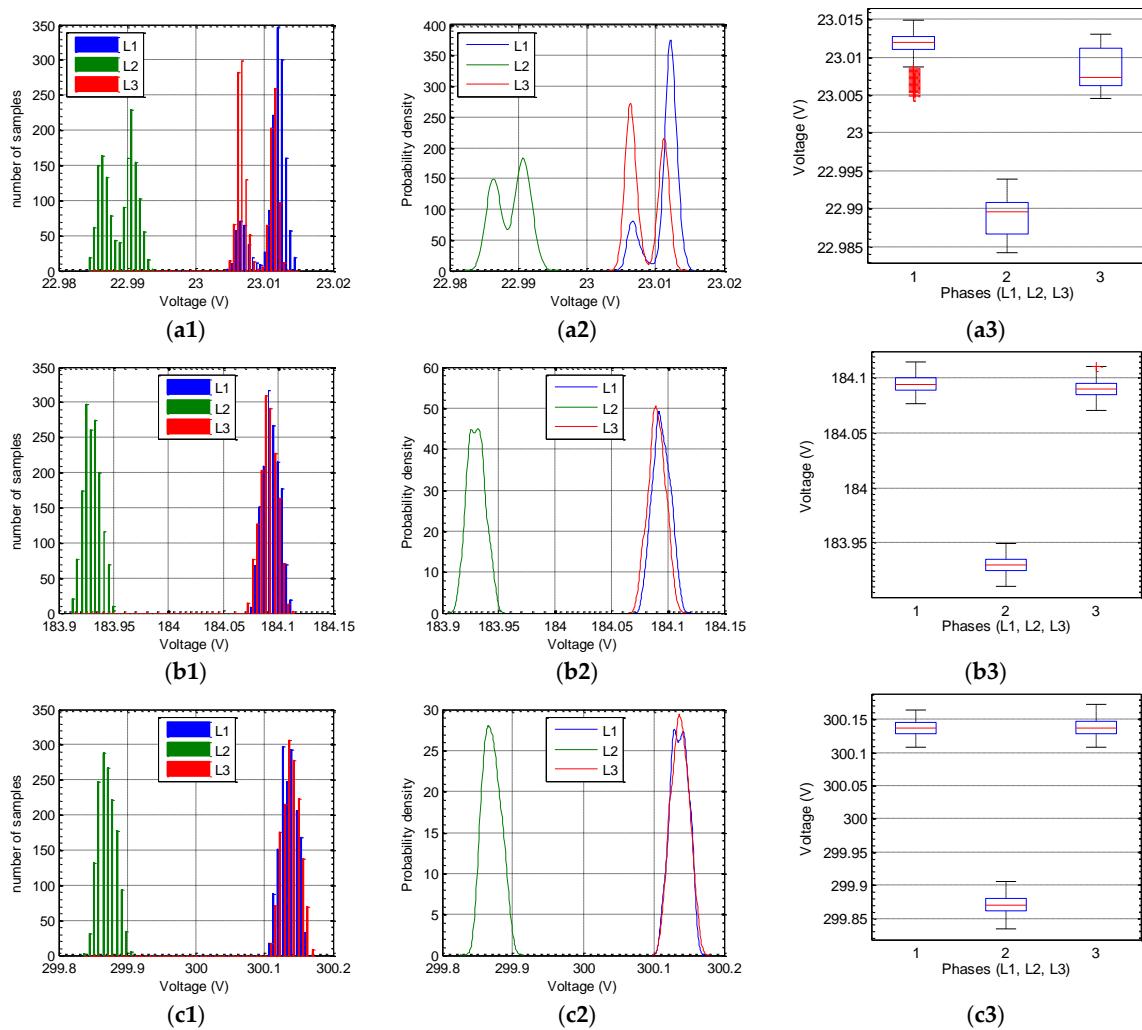 350
300
250
200
150
100
50
0
number of samples
L1
L2
L3
22.98
22.99
23
23.01
23.02
Voltage (V)
(a1)
400
350
300
250
200
150
100
50
0
Probability density
L1
L2
L3
22.98
22.99
23
23.01
23.02
Voltage (V)
(a2)
23.015
23.01
23.005
23
22.995
22.99
22.985
Voltage (V)
1
2
3
Phases (L1, L2, L3)
(a3)
350
300
250
200
150
100
50
0
number of samples
L1
L2
L3
183.9
183.95
184
184.05
184.1
184.15
Voltage (V)
(b1)
60
50
40
30
20
10
0
Probability density
L1
L2
L3
183.9
183.95
184
184.05
184.10
184.15
Voltage (V)
(b2)
184.1
184.05
184
183.95
Voltage (V)
1
2
3
Phases (L1, L2, L3)
(b3)
350
300
250
200
150
100
50
0
number of samples
L1
L2
L3
299.8
299.9
300
300.1
300.2
Voltage (V)
(c1)
30
25
20
15
10
5
0
Probability density
L1
L2
L3
299.8
299.9
300
300.1
300.2
Voltage (V)
(c2)
300.15
300.1
300.05
300
299.95
299.9
299.85
Voltage (V)
1
2
3
Phases (L1, L2, L3)
(c3)